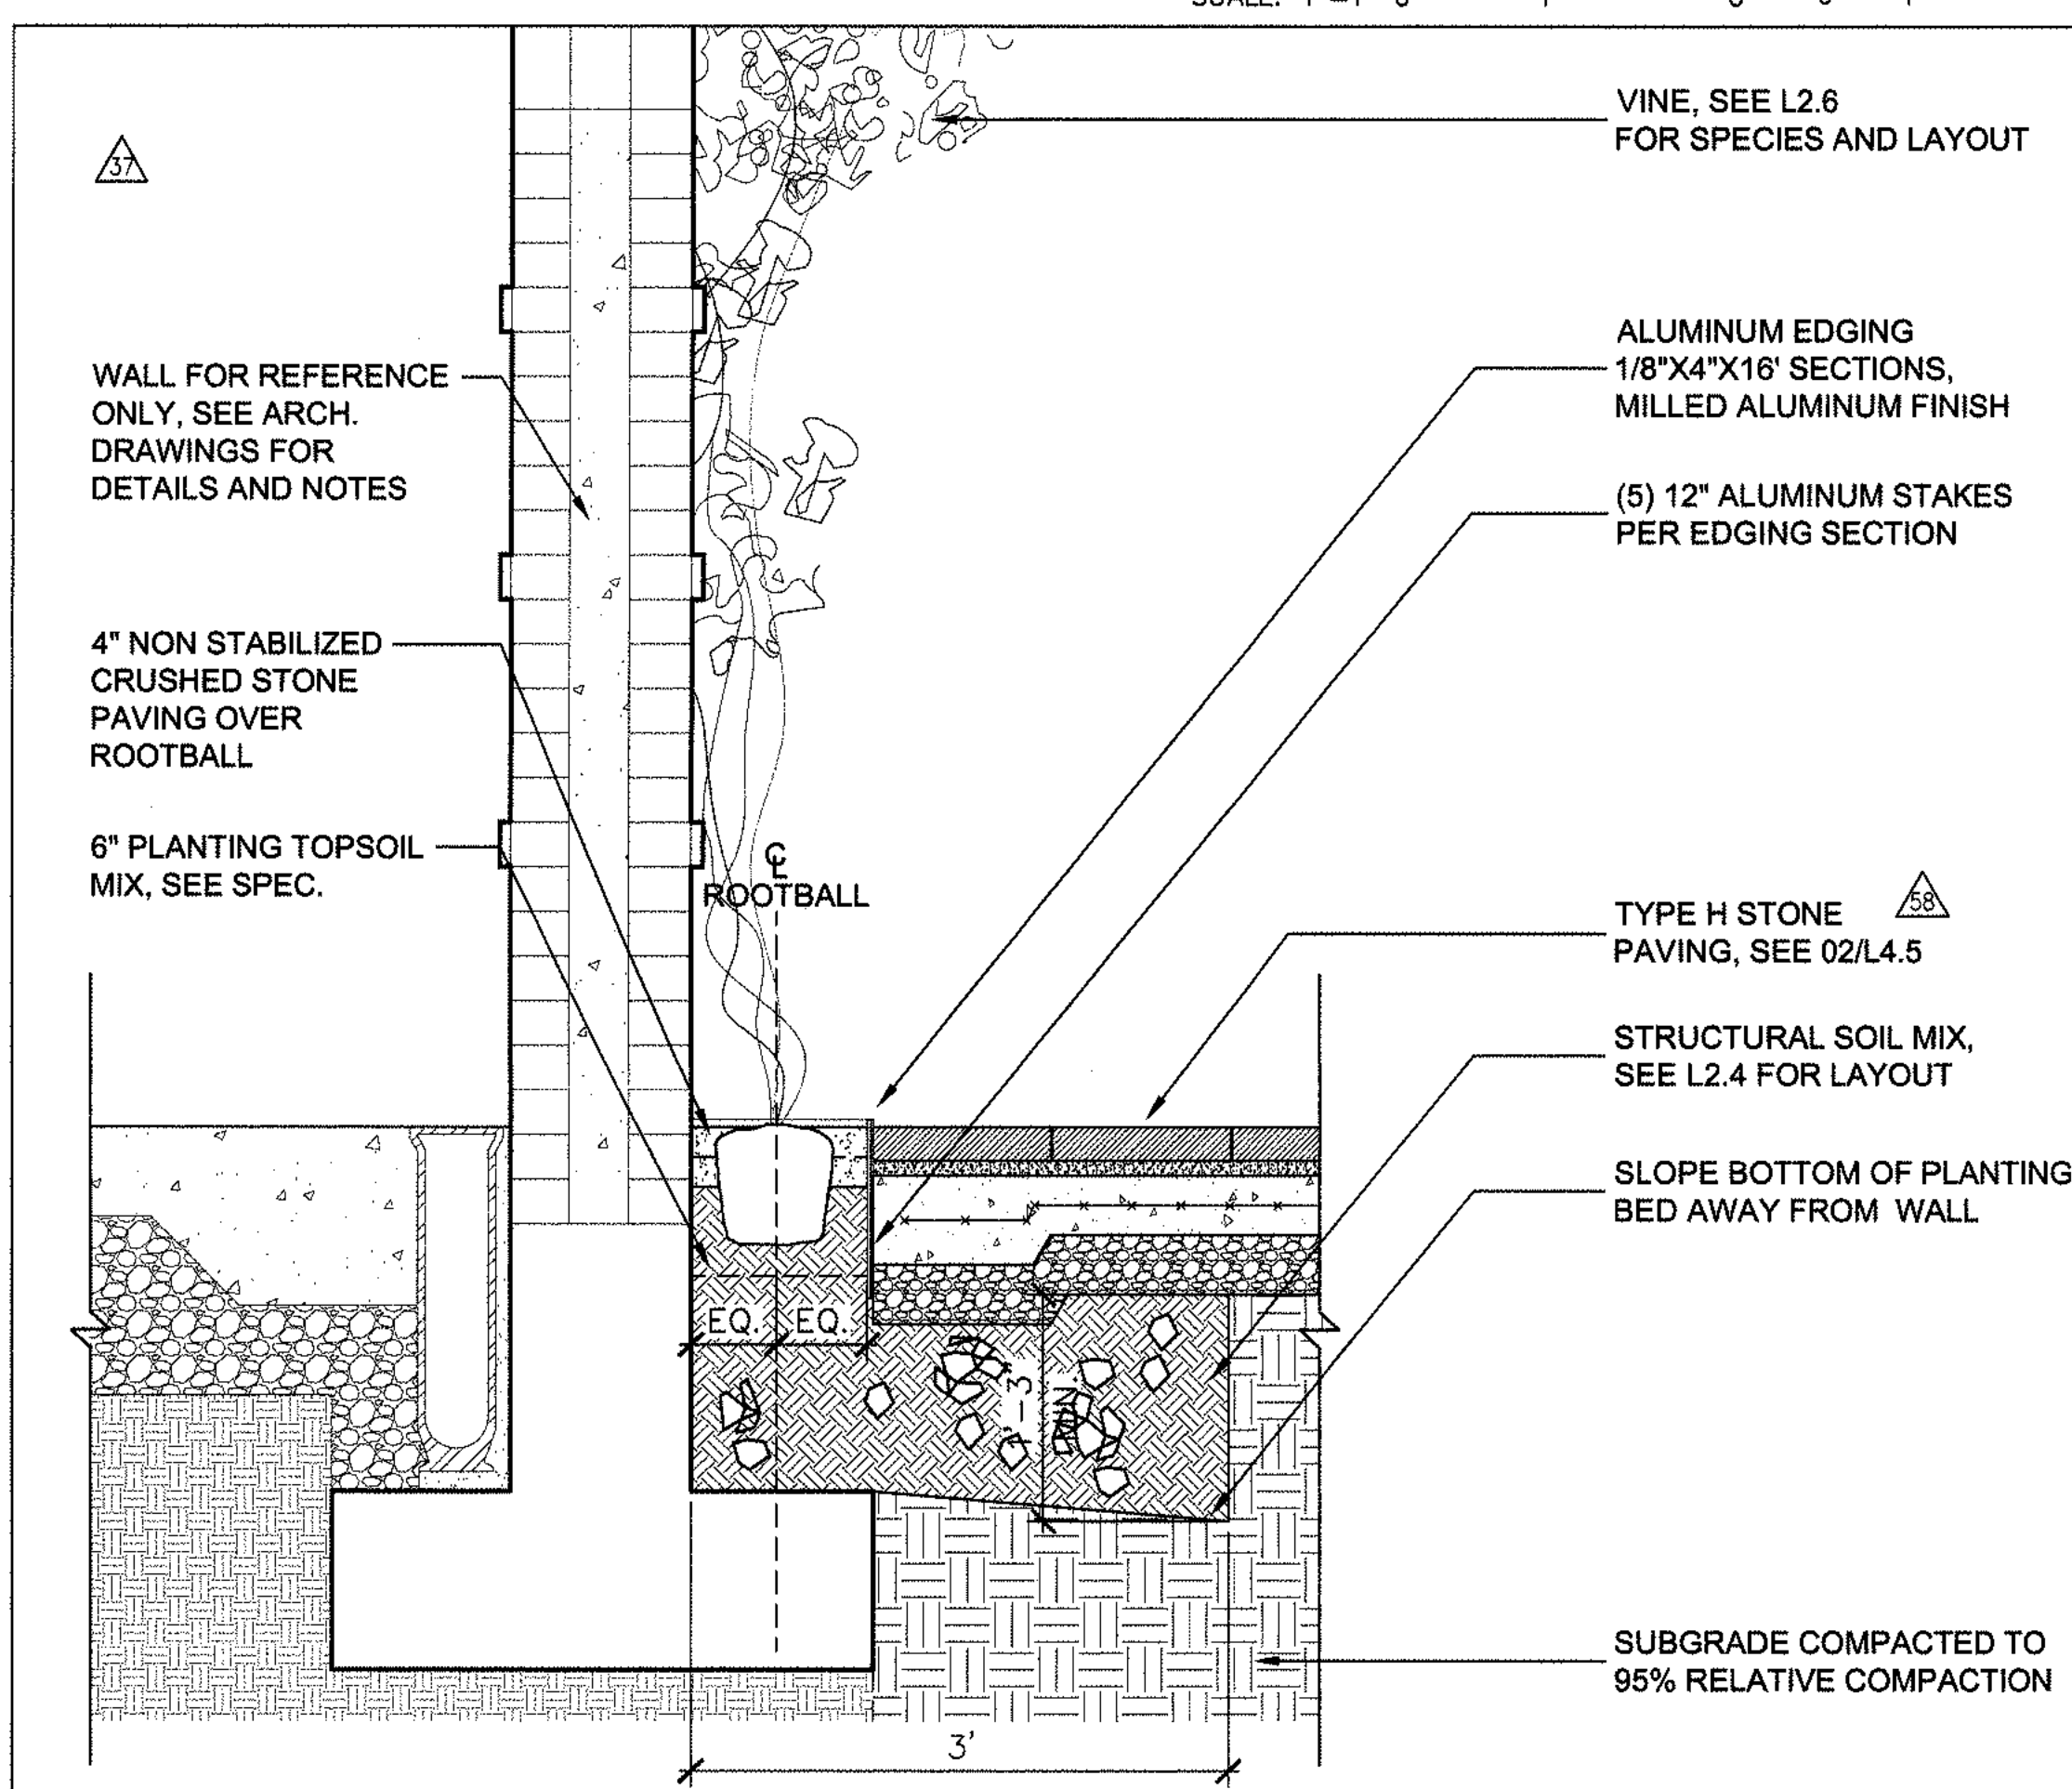 37
VINE, SEE L2.6
FOR SPECIES AND LAYOUT
ALUMINUM EDGING
1/8"X4"X16' SECTIONS,
MILLED ALUMINUM FINISH
WALL FOR REFERENCE
ONLY, SEE ARCH.
DRAWINGS FOR
DETAILS AND NOTES
(5) 12" ALUMINUM STAKES
PER EDGING SECTION
4" NON STABILIZED
CRUSHED STONE
PAVING OVER
ROOTBALL
6" PLANTING TOPSOIL
MIX, SEE SPEC.
ROOTBALL
TYPE H STONE
PAVING, SEE 02/L4.5
58
STRUCTURAL SOIL MIX,
SEE L2.4 FOR LAYOUT
SLOPE BOTTOM OF PLANTING
BED AWAY FROM WALL
EQ. EQ.
1'-3"
MIN.
SUBGRADE COMPACTED TO
95% RELATIVE COMPACTION
3'